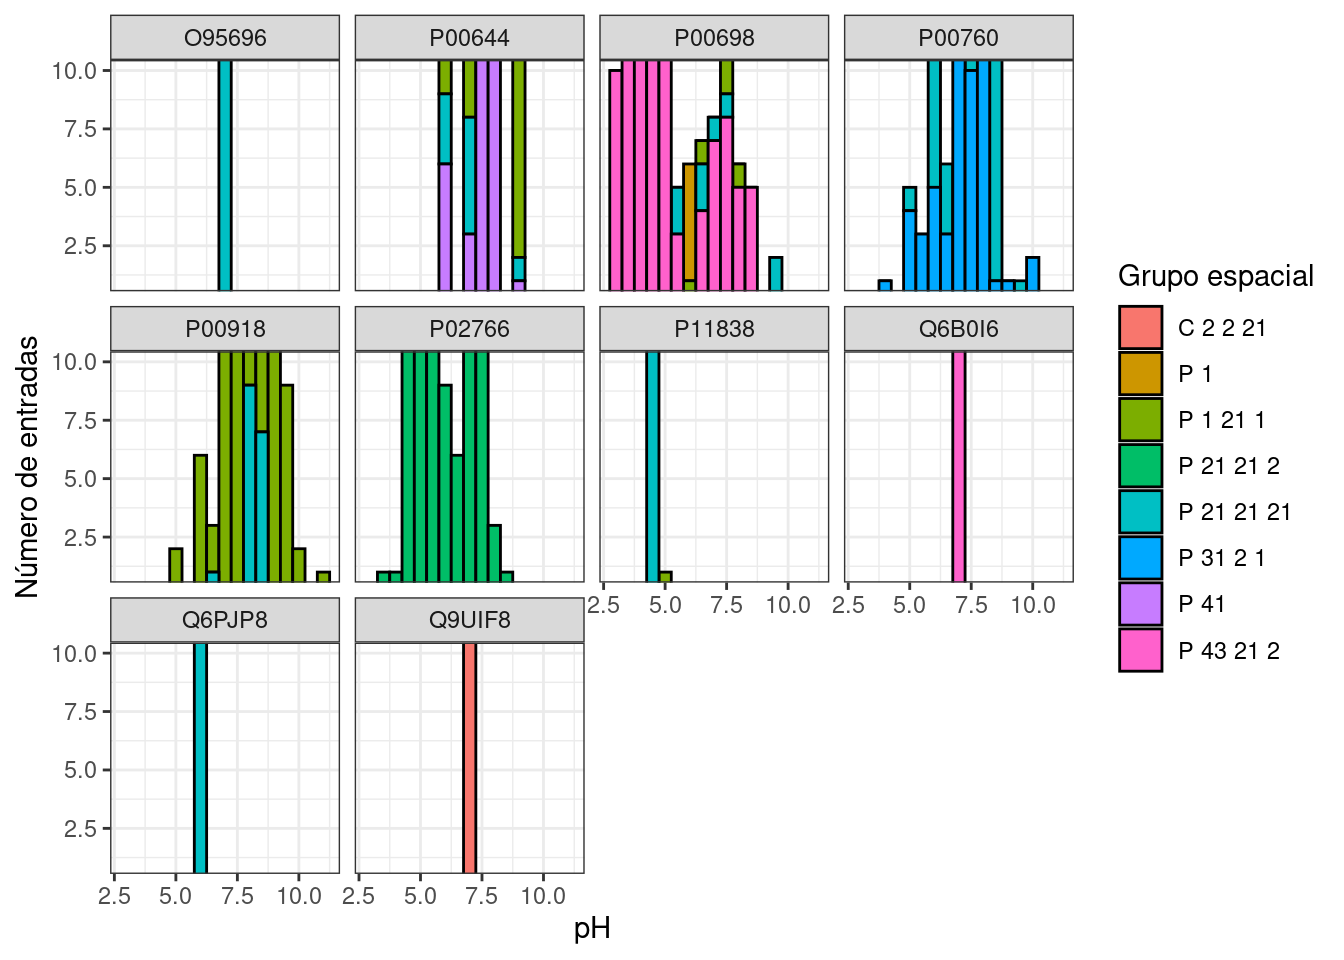 O95696 P00644 P00698 P00760
10.0
7.5
5.0
2.5
P00918 P02766 P11838 Q6B0I6
10.0
7.5
5.0
2.5
2.5 5.0 7.5 10.0 2.5 5.0 7.5 10.0
Q6PJP8 Q9UIF8
10.0
7.5
5.0
2.5
2.5 5.0 7.5 10.0 2.5 5.0 7.5 10.0
pH
Número de entradas
Grupo espacial
C 2 2 21
P 1
P 1 21 1
P 21 21 2
P 21 21 21
P 31 2 1
P 41
P 43 21 2